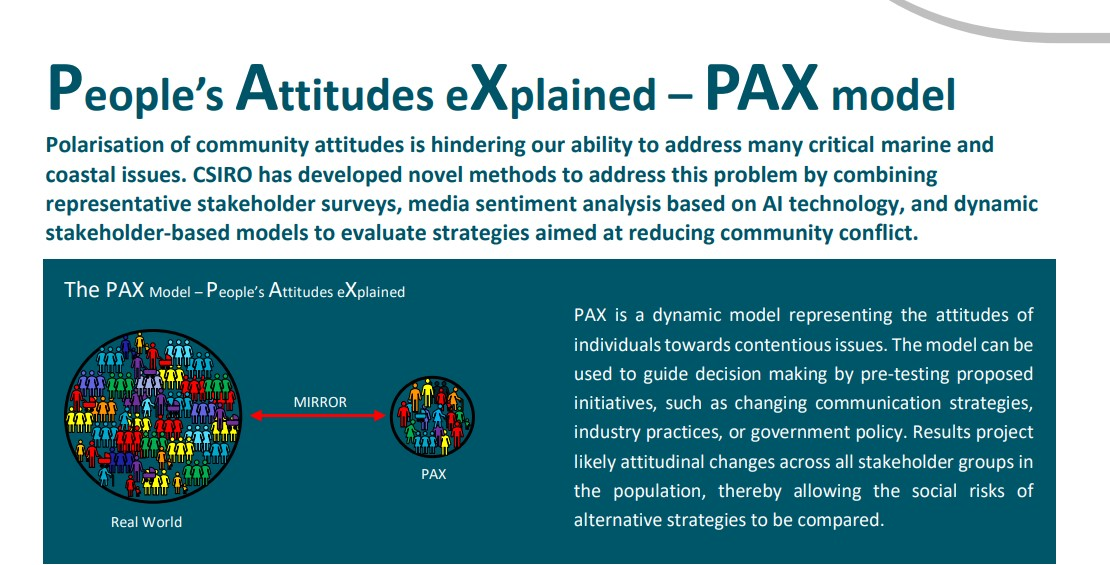 People's Attitudes eXplained – PAX model
Polarisation of community attitudes is hindering our ability to address many critical marine and
coastal issues. CSIRO has developed novel methods to address this problem by combining
representative stakeholder surveys, media sentiment analysis based on AI technology, and dynamic
stakeholder-based models to evaluate strategies aimed at reducing community conflict.
The PAX Model – People's Attitudes eXplained
MIRROR
PAX
Real World
PAX is a dynamic model representing the attitudes of
individuals towards contentious issues. The model can be
used to guide decision making by pre-testing proposed
initiatives, such as changing communication strategies,
industry practices, or government policy. Results project
likely attitudinal changes across all stakeholder groups in
the population, thereby allowing the social risks of
alternative strategies to be compared.